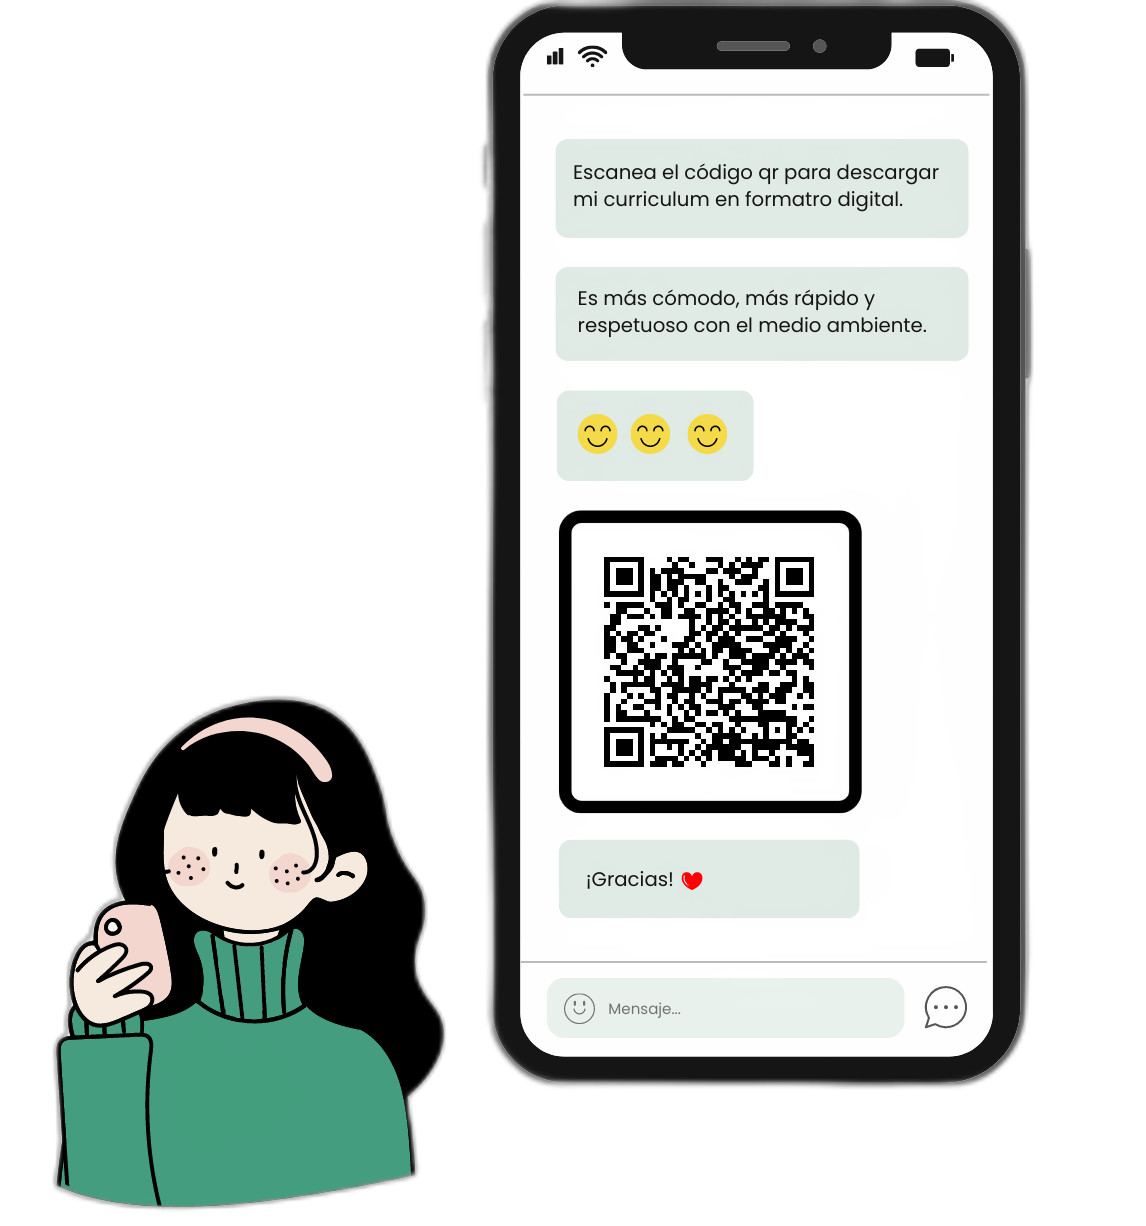 Escanea el código qr para descargar
mi curriculum en formatro digital.
Es más cómodo, más rápido y
respetuoso con el medio ambiente.
¡Gracias!
Mensaje...